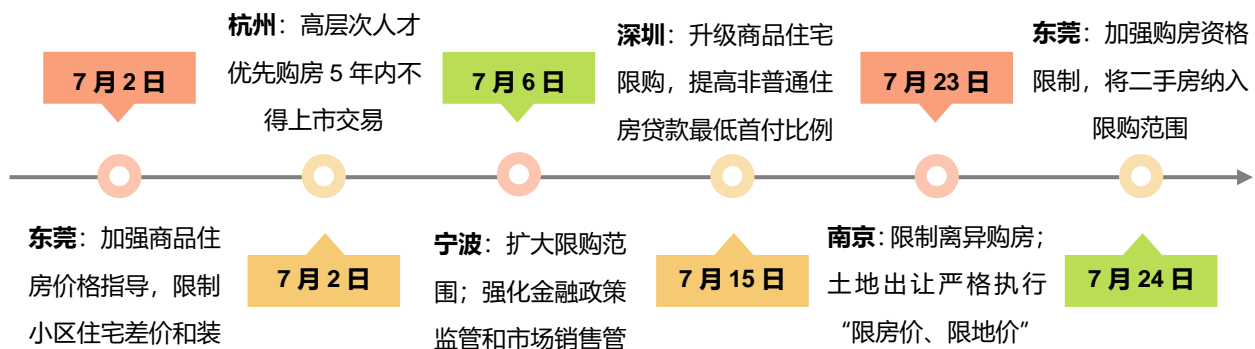 7 月 2 日
东莞：加强商品住
房价格指导，限制
小区住宅差价和装
杭州：高层次人才
优先购房 5 年内不
得上市交易
7 月 2 日
7 月 6 日
宁波：扩大限购范
围；强化金融政策
监管和市场销售管
深圳：升级商品住宅
限购，提高非普通住
房贷款最低首付比例
7 月 15 日
7 月 23 日
南京：限制离异购房；
土地出让严格执行
“限房价、限地价”
东莞：加强购房资格
限制，将二手房纳入
限购范围
7 月 24 日